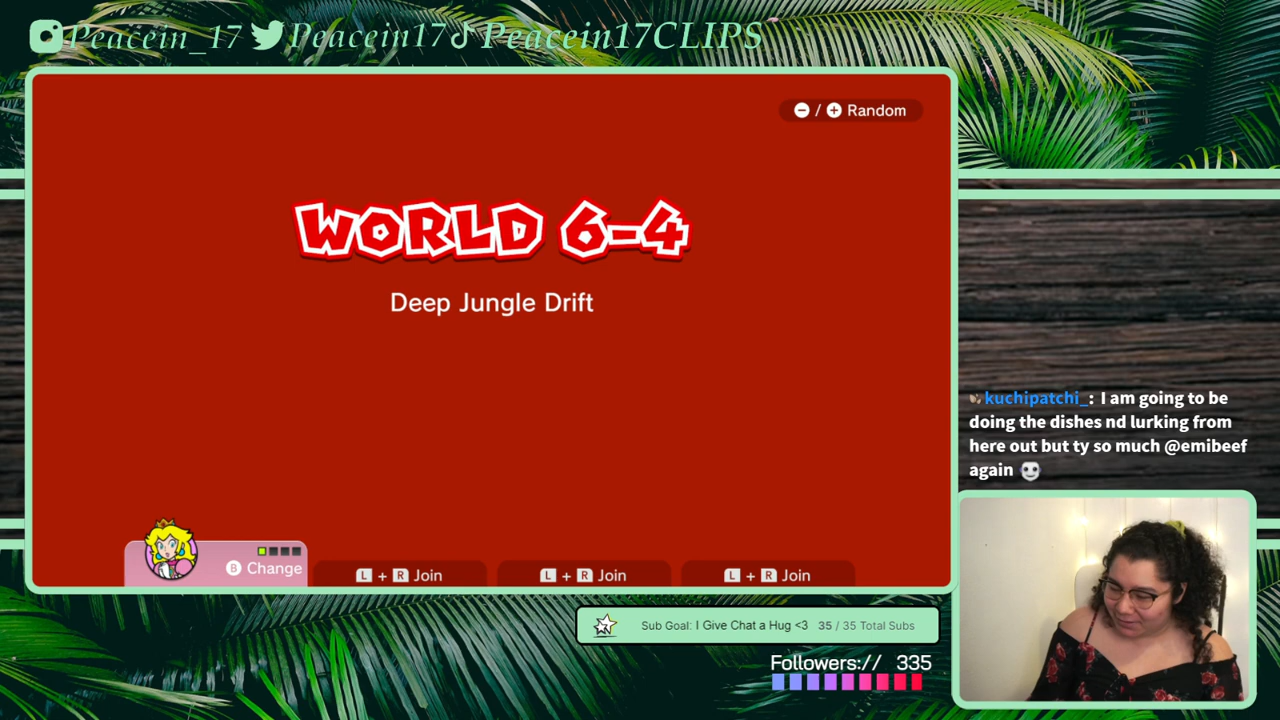 Peacein_17 Peacein17 Peacein17CLIPS
- / + Random
WORLD 6-4
Deep Jungle Drift
B Change
L + R Join
L + R Join
L + R Join
kuchipatchi_: I am going to be
doing the dishes nd lurking from
here out but ty so much @emibeef
again
Sub Goal: I Give Chat a Hug <3 35 / 35 Total Subs
Followers:// 335